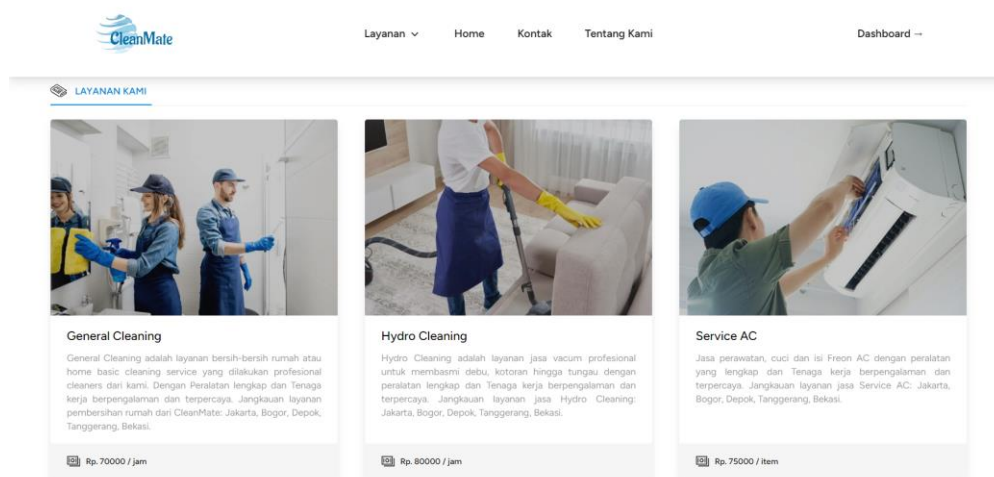 CleanMate
Layanan
Home
Kontak
Tentang Kami
Dashboard →
LAYANAN KAMI
General Cleaning
General Cleaning adalah layanan bersih-bersih rumah atau
home basic cleaning service yang dilakukan profesional
cleaners dari kami. Dengan Peralatan lengkap dan Tenaga
kerja berpengalaman dan terpercaya. Jangkauan layanan
pembersihan rumah dari CleanMate: Jakarta, Bogor, Depok,
Tanggerang, Bekasi.
Rp. 70000 / jam
Hydro Cleaning
Hydro Cleaning adalah layanan jasa vacum profesional
untuk membasmi debu, kotoran hingga tungau dengan
peralatan lengkap dan Tenaga kerja berpengalaman dan
terpercaya. Jangkauan layanan jasa Hydro Cleaning:
Jakarta, Bogor, Depok, Tanggerang, Bekasi.
Rp. 80000 / jam
Service AC
Jasa perawatan, cuci dan isi Freon AC dengan peralatan
yang lengkap dan Tenaga kerja berpengalaman dan
terpercaya. Jangkauan layanan jasa Service AC: Jakarta,
Bogor, Depok, Tanggerang, Bekasi.
Rp. 75000 / item